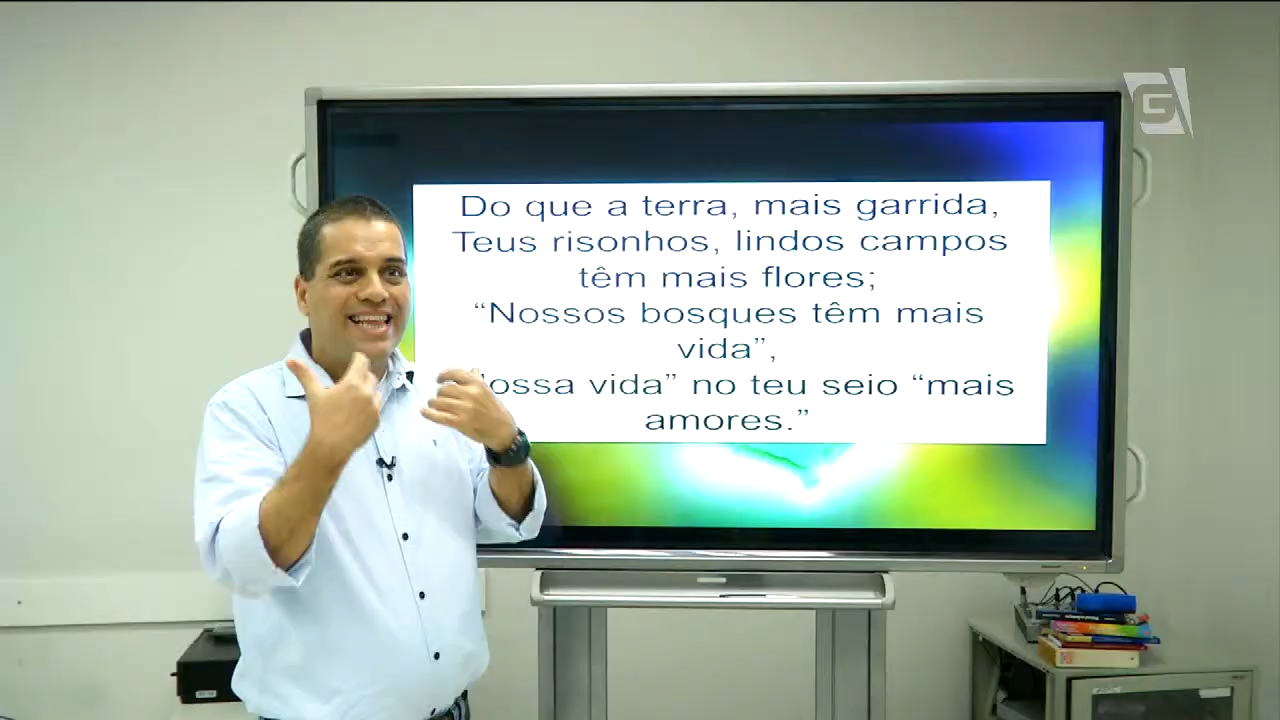 Do que a terra, mais garrida,
Teus risonhos, lindos campos
têm mais flores;
“Nossos bosques têm mais
vida”,
vida” no teu seio “mais
amores.”